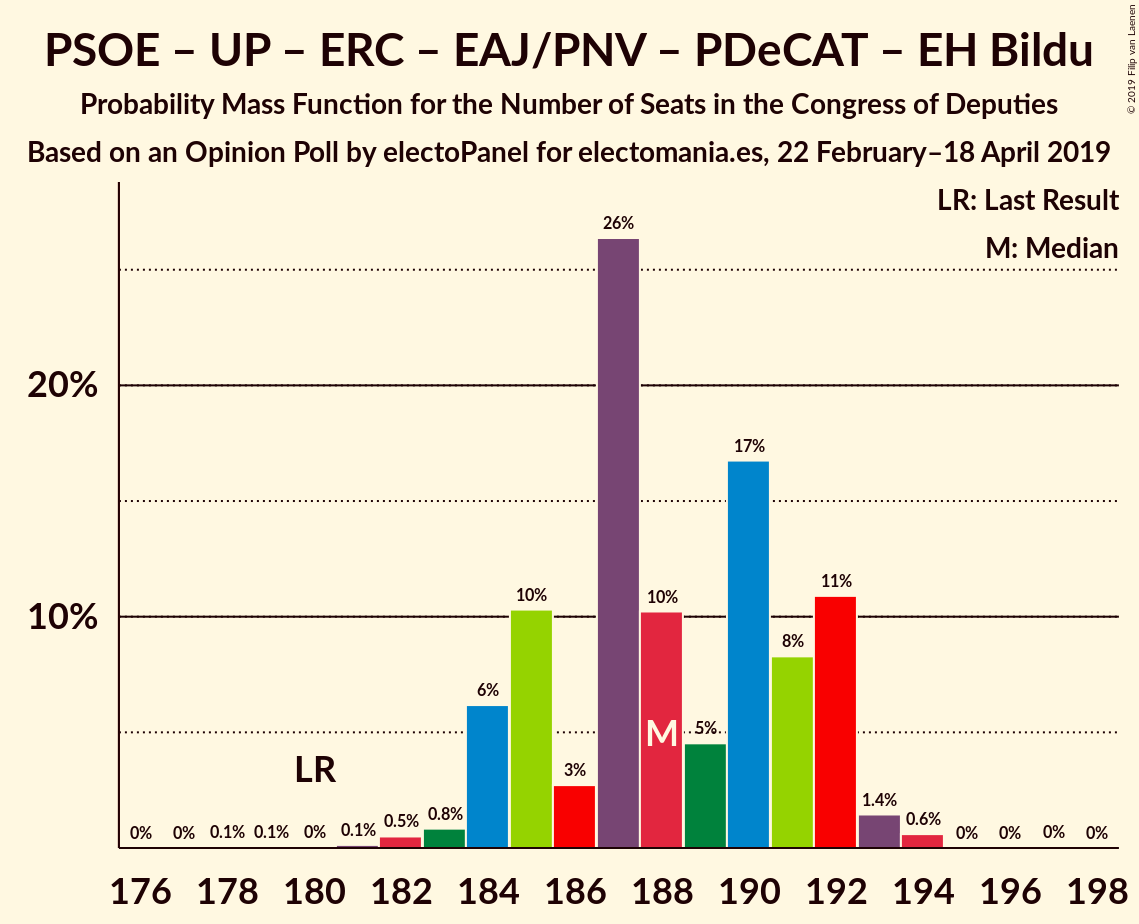 PSOE – UP – ERC – EAJ/PNV – PDeCAT – EH Bildu
Probability Mass Function for the Number of Seats in the Congress of Deputies
Based on an Opinion Poll by electoPanel for electomania.es, 22 February–18 April 2019
© 2019 Filip van Laenen
LR: Last Result
M: Median
26%
20%
17%
11%
10%
10%
10%
8%
6%
M
5%
LR
3%
0% 0% 0.1% 0.1% 0% 0.1% 0.5% 0.8% 1.4% 0.6% 0% 0% 0% 0%
176 178 180 182 184 186 188 190 192 194 196 198